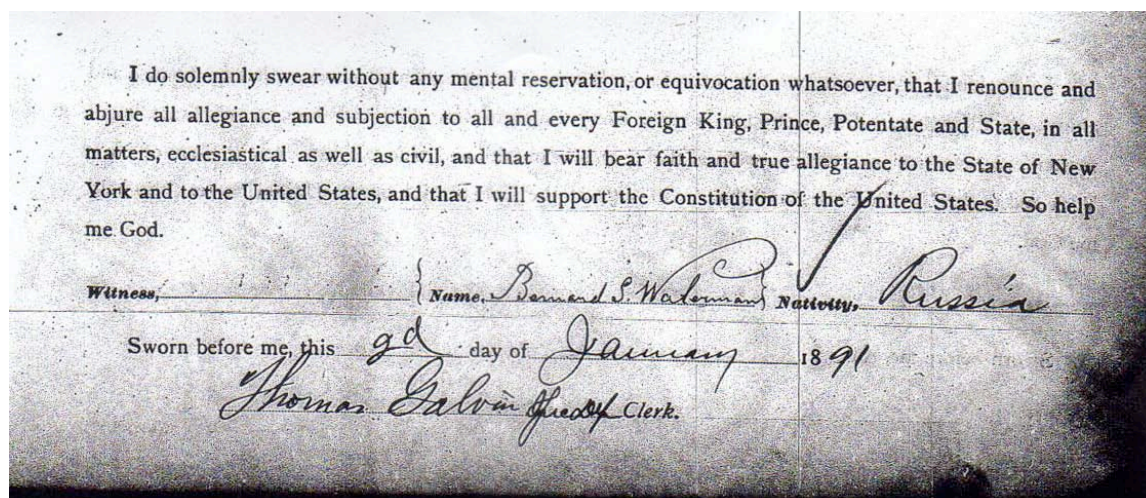 I do solemnly swear without any mental reservation, or equivocation whatsoever, that I renounce and
abjure all allegiance and subjection to all and every Foreign King, Prince, Potentate and State, in all
matters, ecclesiastical as well as civil, and that I will bear faith and true allegiance to the State of New
York and to the United States, and that I will support the Constitution of the United States. So help
me God.
Witness, Name, Bernard S. Waterman Nativity, Russia
Sworn before me, this 9d day of January 1891
Thomas Galvin Clerk.